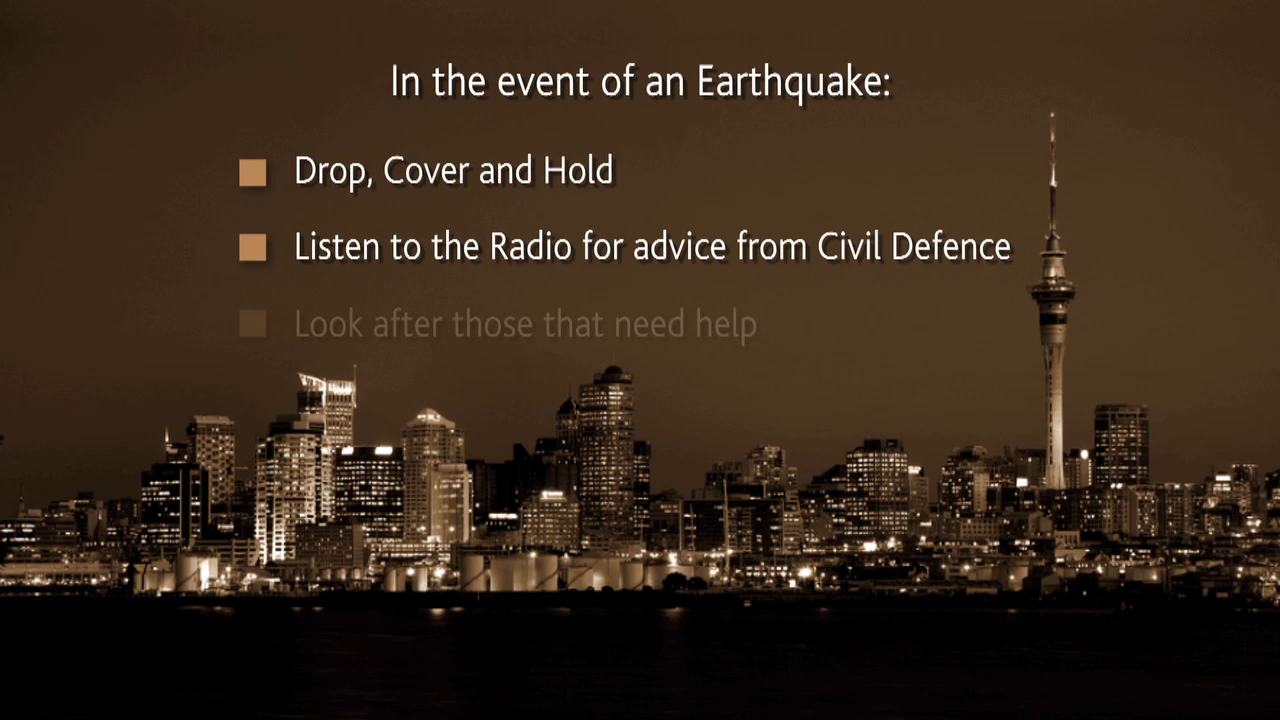 In the event of an Earthquake:
Drop, Cover and Hold
Listen to the Radio for advice from Civil Defence
Look after those that need help